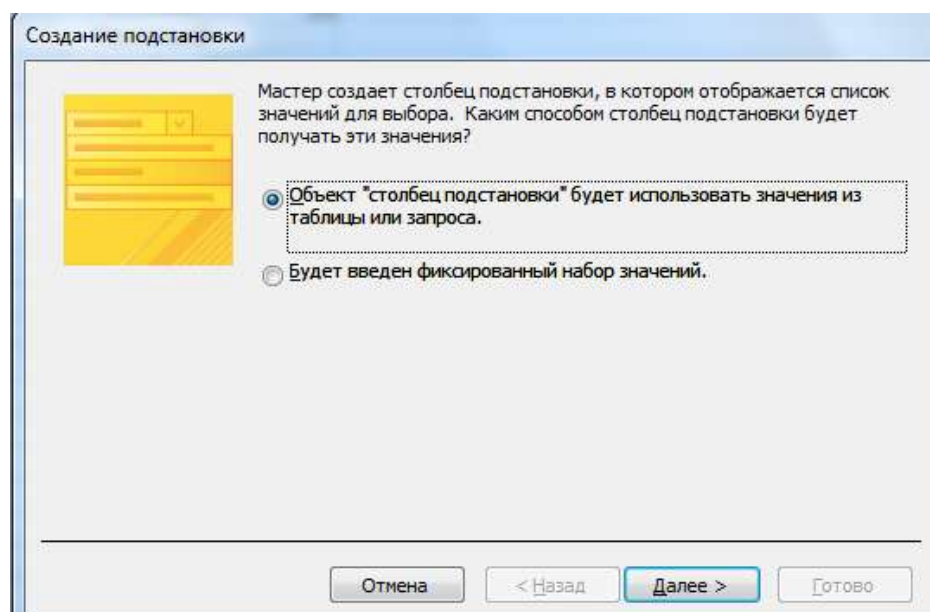 Создание подстановки
Мастер создает столбец подстановки, в котором отображается список
значений для выбора. Каким способом столбец подстановки будет
получать эти значения?
Объект "столбец подстановки" будет использовать значения из
таблицы или запроса.
Будет введен фиксированный набор значений.
Отмена
< Назад
Далее >
Готово